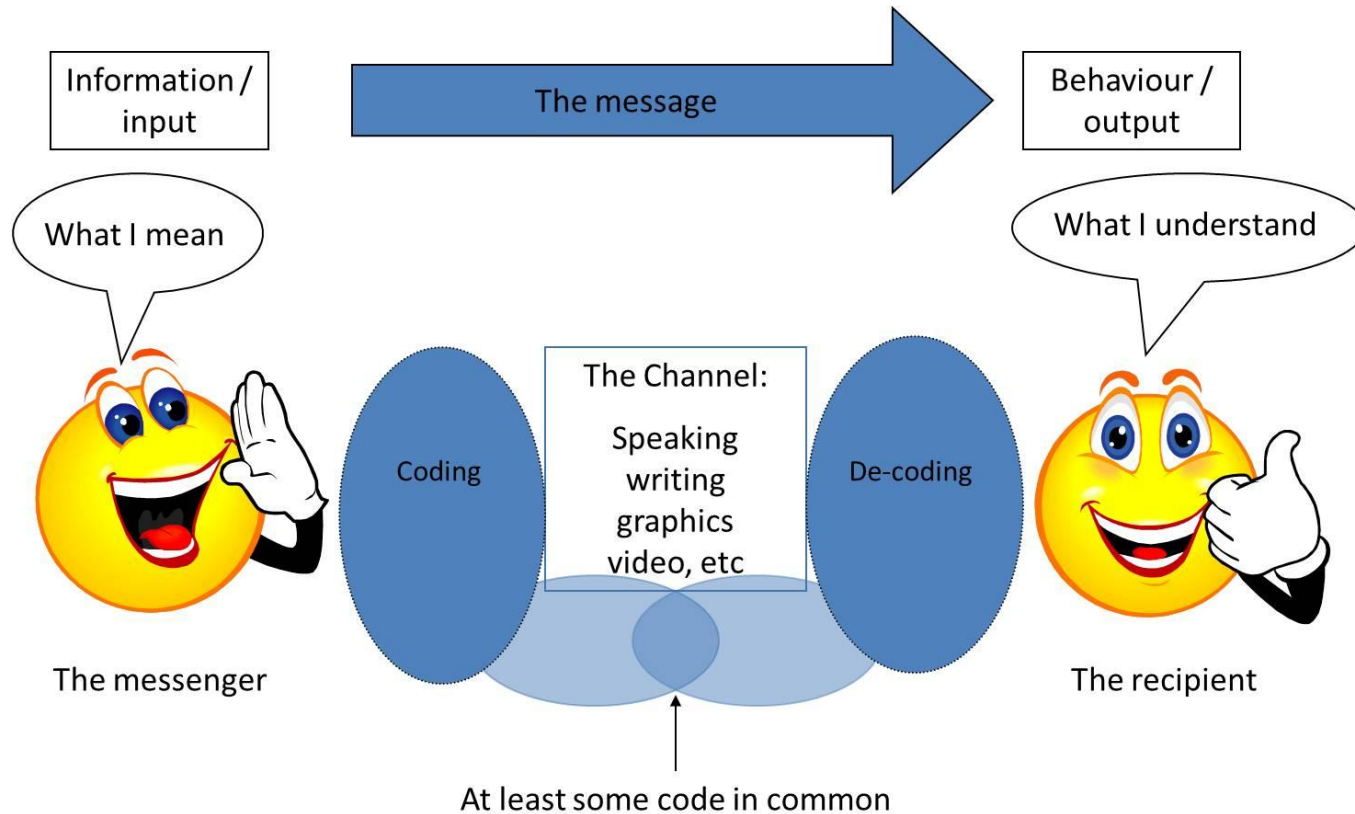 Information /
input
The message
Behaviour /
output
What I mean
What I understand
Coding
The Channel:
Speaking
writing
graphics
video, etc
De-coding
The messenger
The recipient
At least some code in common